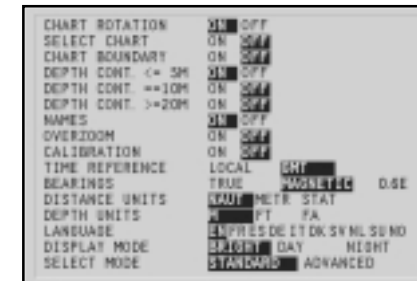 CHART ROTATION ON OFF
SELECT CHART ON OFF
CHART BOUNDARY ON OFF
DEPTH CONT. <= 5M ON OFF
DEPTH CONT. ==10M ON OFF
DEPTH CONT. >=20M ON OFF
NAMES ON OFF
OVERZOOM ON OFF
CALIBRATION ON OFF
TIME REFERENCE LOCAL GMT
BEARINGS TRUE MAGNETIC 0.6E
DISTANCE UNITS NAUT METR STAT
DEPTH UNITS M FT FA
LANGUAGE EN FR ES DE IT DK SV NL SU NO
DISPLAY MODE BRIGHT DAY NIGHT
SELECT MODE STANDARD ADVANCED